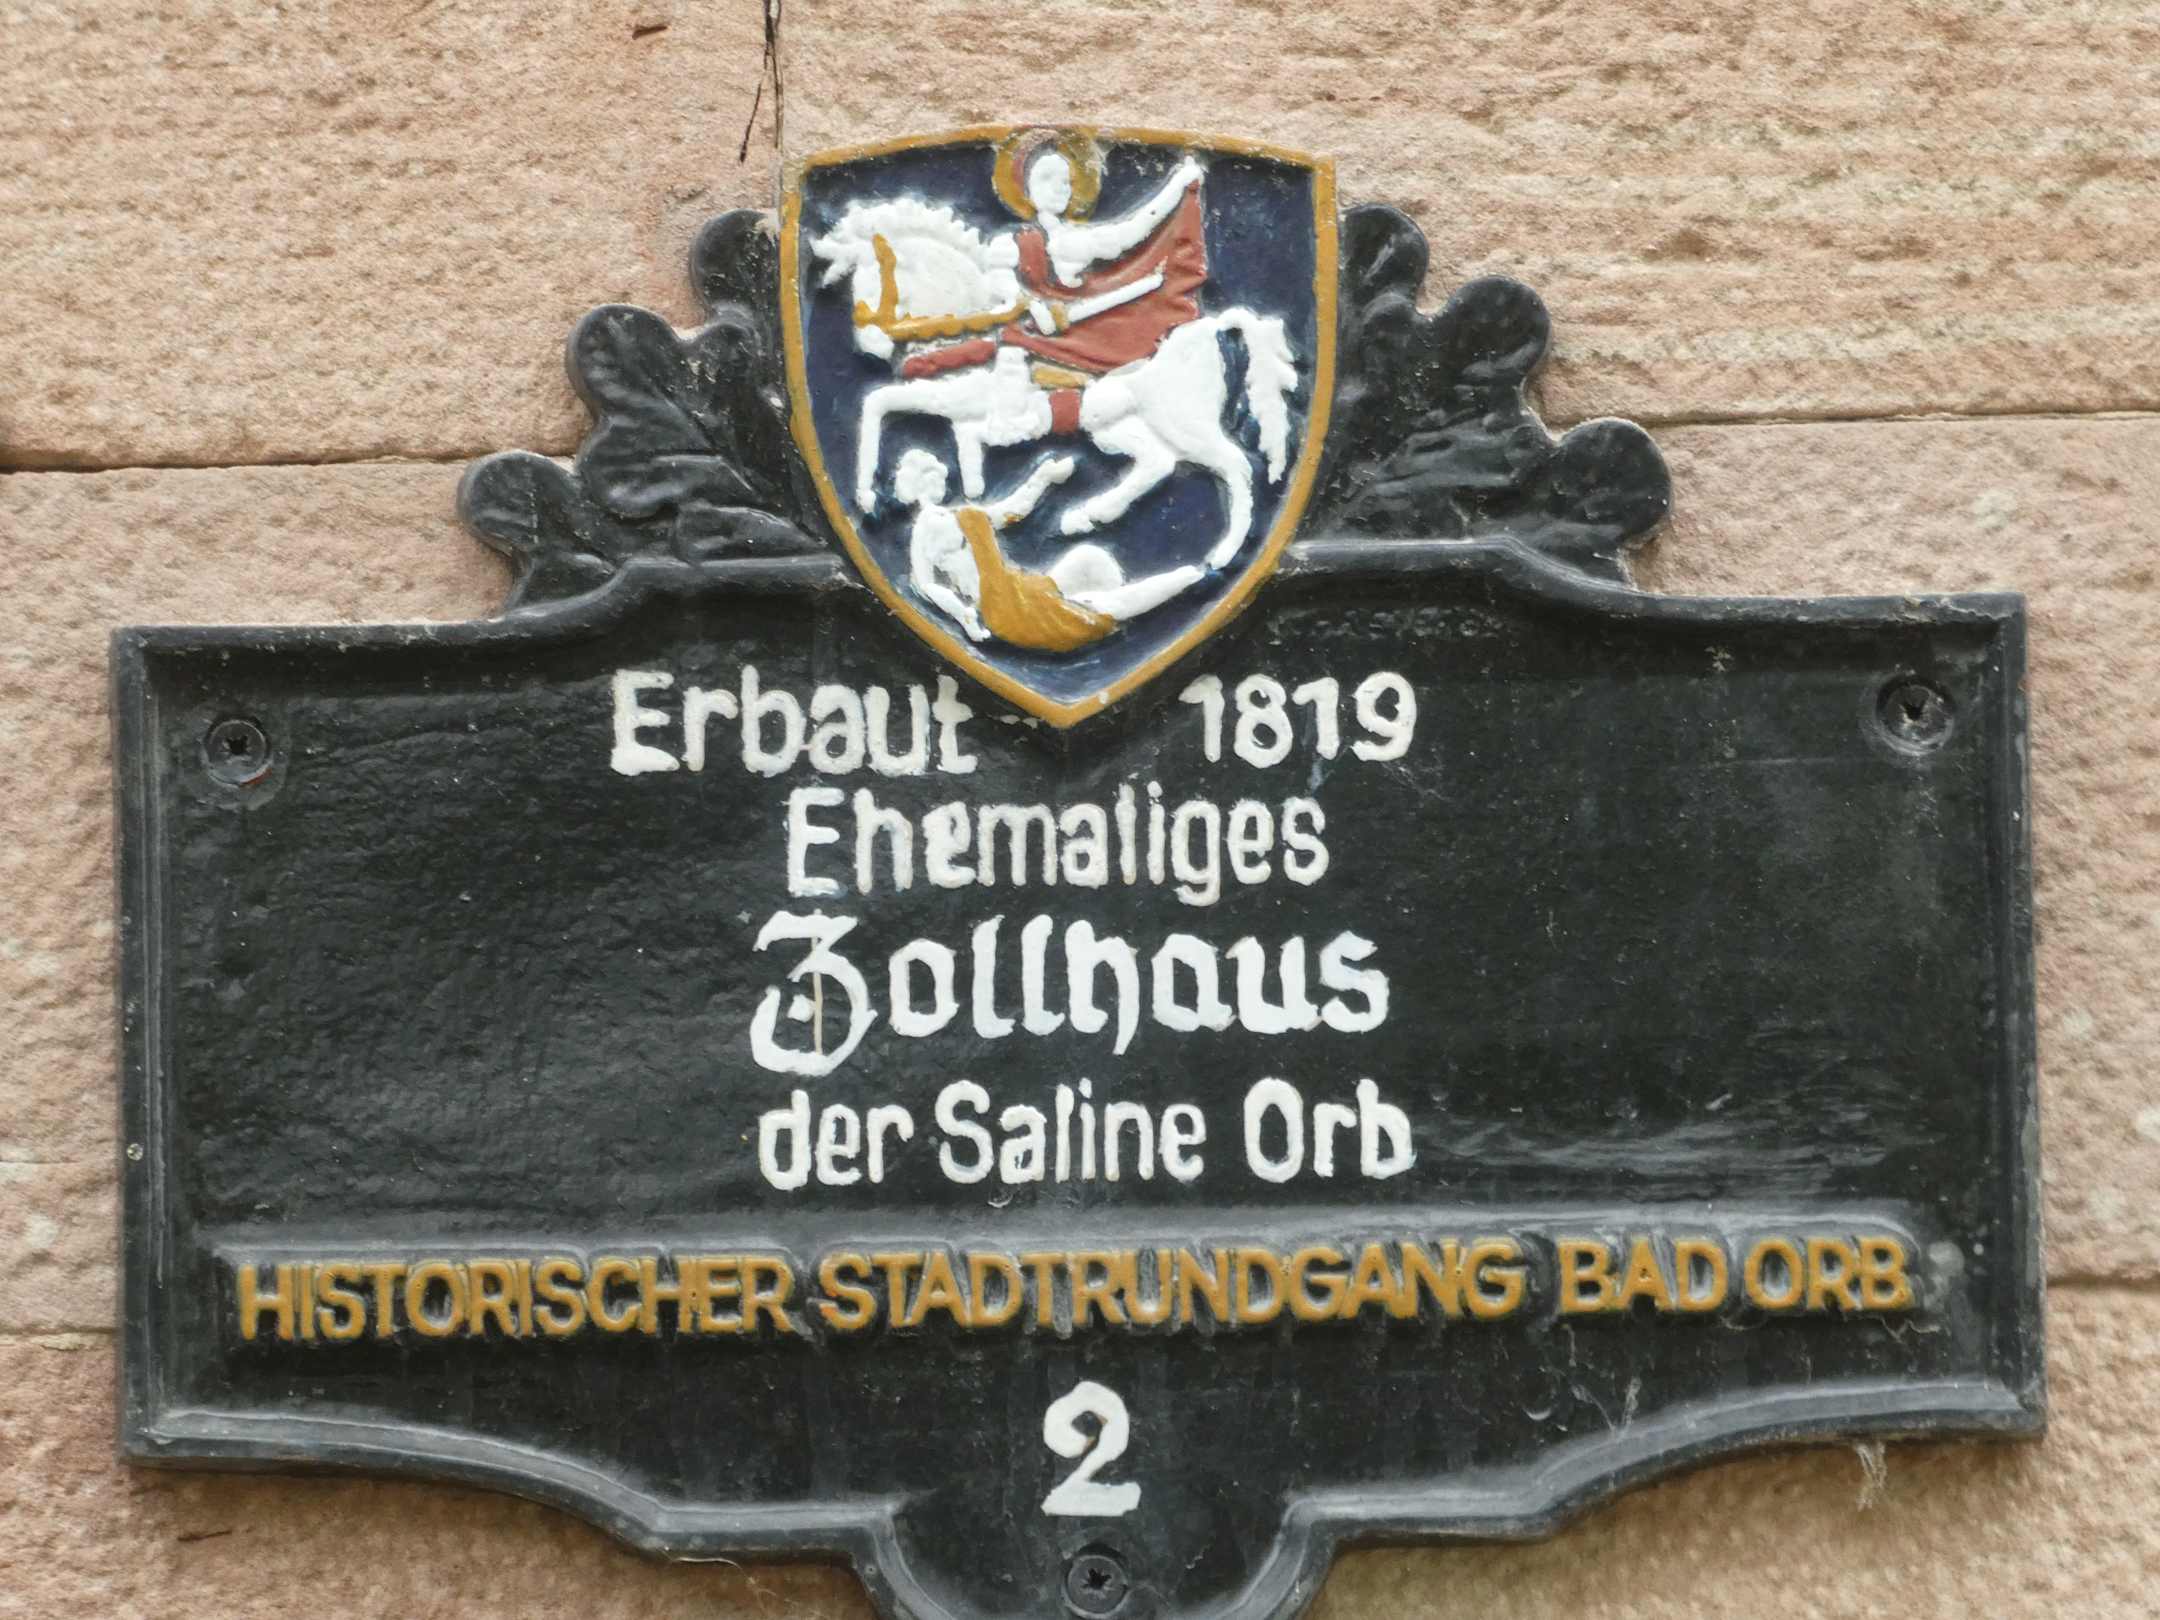 Erbaut 1819
Ehemaliges
Zollhaus
der Saline Orb
HISTORISCHER STADTRUNDGANG BAD ORB
2